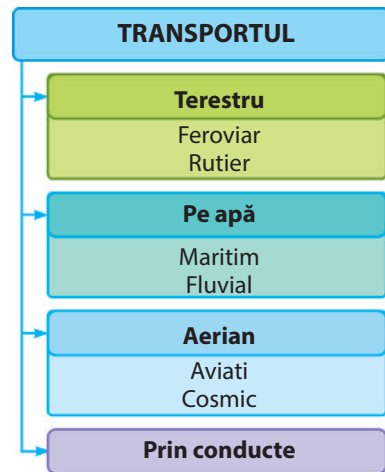 TRANSPORTUL
Terestru
Feroviar
Rutier
Pe apă
Maritim
Fluvial
Aerian
Aviati
Cosmic
Prin conducte